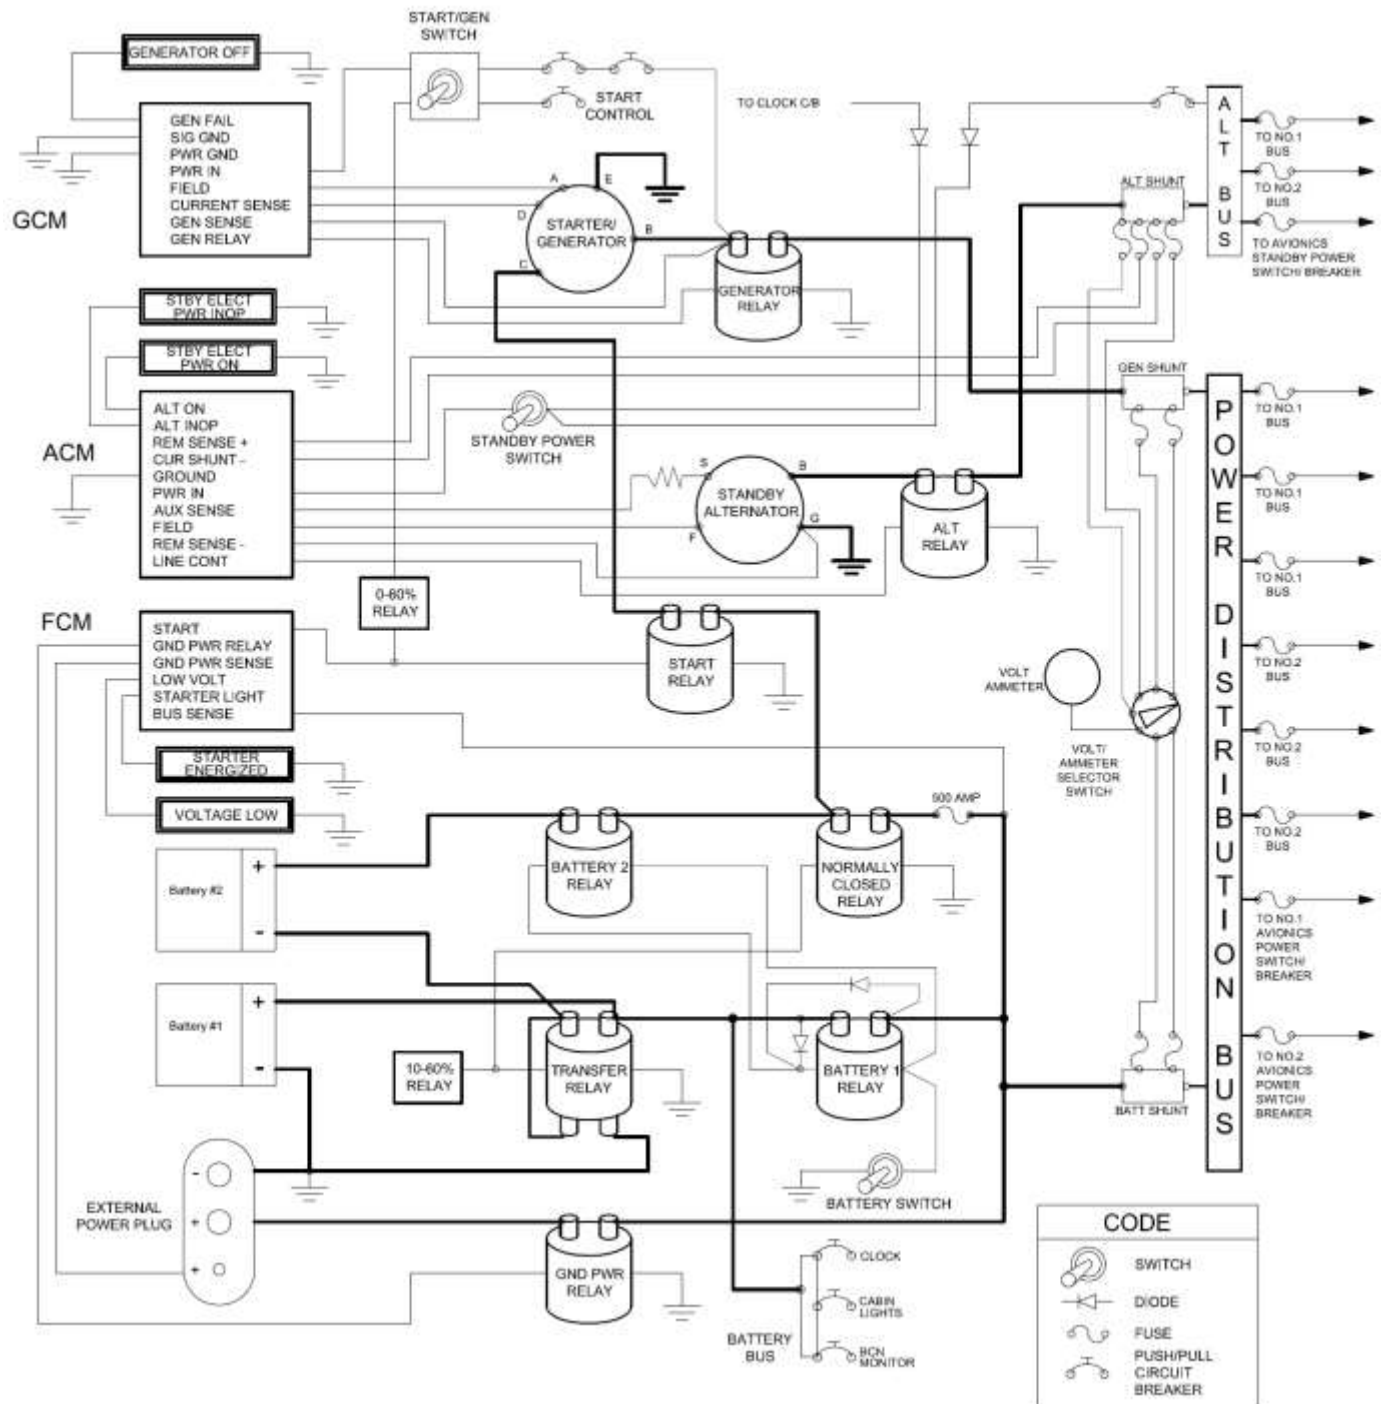 START/GEN
SWITCH
GENERATOR OFF
START
CONTROL
TO CLOCK C/B
GCM
GEN FAIL
SIG GND
PWR GND
PWR IN
FIELD
CURRENT SENSE
GEN SENSE
GEN RELAY
A
E
D
B
C
STARTER/
GENERATOR
GENERATOR
RELAY
ALT SHUNT
ALT BUS
TO NO.1
BUS
TO NO.2
BUS
TO AVIONICS
STANDBY POWER
SWITCH/ BREAKER
STBY ELECT
PWR INOP
STBY ELECT
PWR ON
ACM
ALT ON
ALT INOP
REM SENSE +
CUR SHUNT -
GROUND
PWR IN
AUX SENSE
FIELD
REM SENSE -
LINE CONT
STANDBY POWER
SWITCH
S
B
F
G
STANDBY
ALTERNATOR
ALT
RELAY
GEN SHUNT
POWER DISTRIBUTION BUS
TO NO.1
BUS
TO NO.1
BUS
TO NO.1
BUS
TO NO.2
BUS
TO NO.2
BUS
TO NO.2
BUS
TO NO.1
AVIONICS
POWER
SWITCH/
BREAKER
TO NO.2
AVIONICS
POWER
SWITCH/
BREAKER
0-60%
RELAY
FCM
START
GND PWR RELAY
GND PWR SENSE
LOW VOLT
STARTER LIGHT
BUS SENSE
START
RELAY
VOLT
AMMETER
VOLT/
AMMETER
SELECTOR
SWITCH
STARTER
ENERGIZED
VOLTAGE LOW
500 AMP
Battery #2
+
-
BATTERY 2
RELAY
NORMALLY
CLOSED
RELAY
Battery #1
+
-
10-60%
RELAY
TRANSFER
RELAY
BATTERY 1
RELAY
BATT SHUNT
BATTERY SWITCH
EXTERNAL
POWER PLUG
-
+
+
GND PWR
RELAY
BATTERY
BUS
CLOCK
CABIN
LIGHTS
BCN
MONITOR
CODE
SWITCH
DIODE
FUSE
PUSH/PULL
CIRCUIT
BREAKER